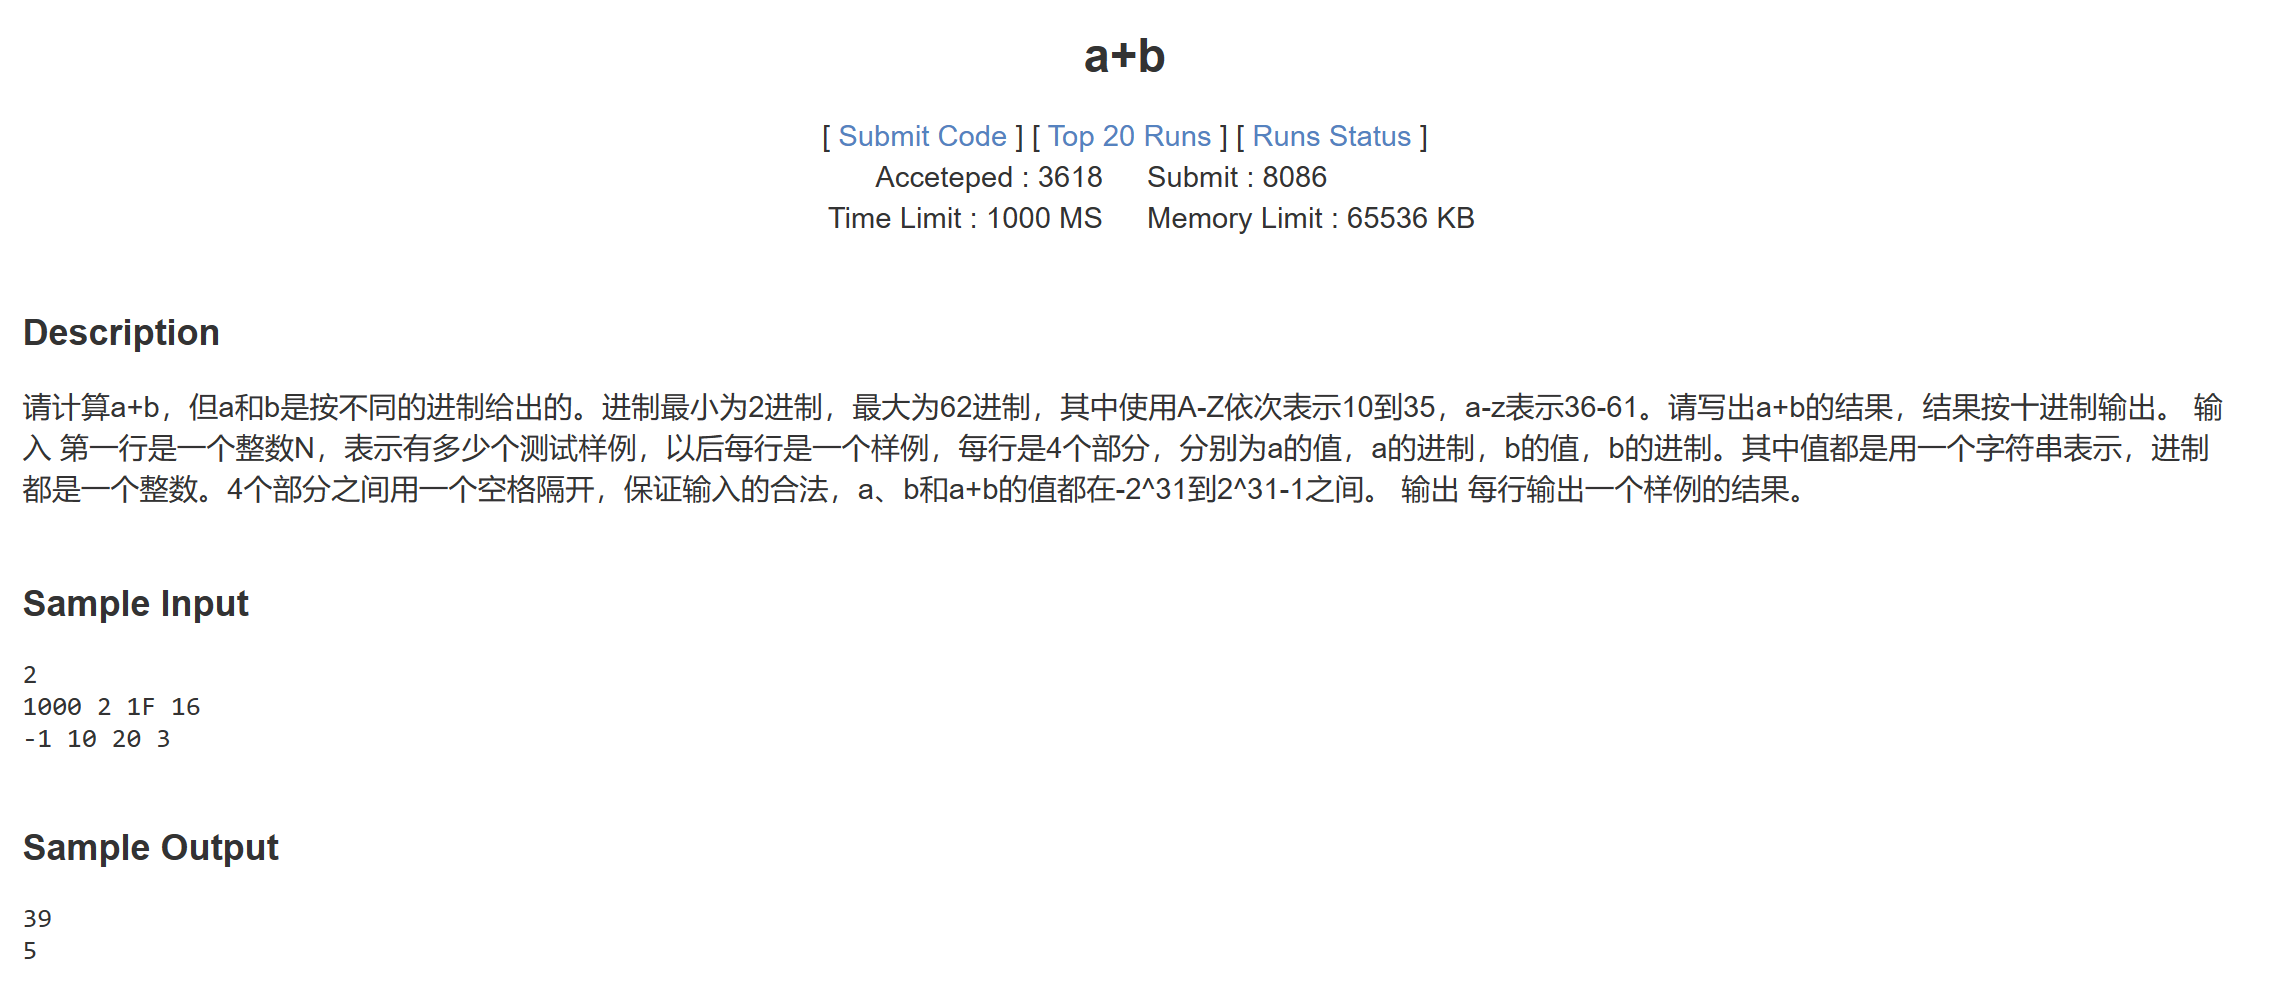 a+b
[ Submit Code ] [ Top 20 Runs ] [ Runs Status ]
Acceteped : 3618 Submit : 8086
Time Limit : 1000 MS Memory Limit : 65536 KB
Description
请计算a+b，但a和b是按不同的进制给出的。进制最小为2进制，最大为62进制，其中使用A-Z依次表示10到35，a-z表示36-61。请写出a+b的结果，结果按十进制输出。 输
入 第一行是一个整数N，表示有多少个测试样例，以后每行是一个样例，每行是4个部分，分别为a的值，a的进制，b的值，b的进制。其中值都是用一个字符串表示，进制
都是一个整数。4个部分之间用一个空格隔开，保证输入的合法，a、b和a+b的值都在-2^31到2^31-1之间。 输出 每行输出一个样例的结果。
Sample Input
2
1000 2 1F 16
-1 10 20 3
Sample Output
39
5